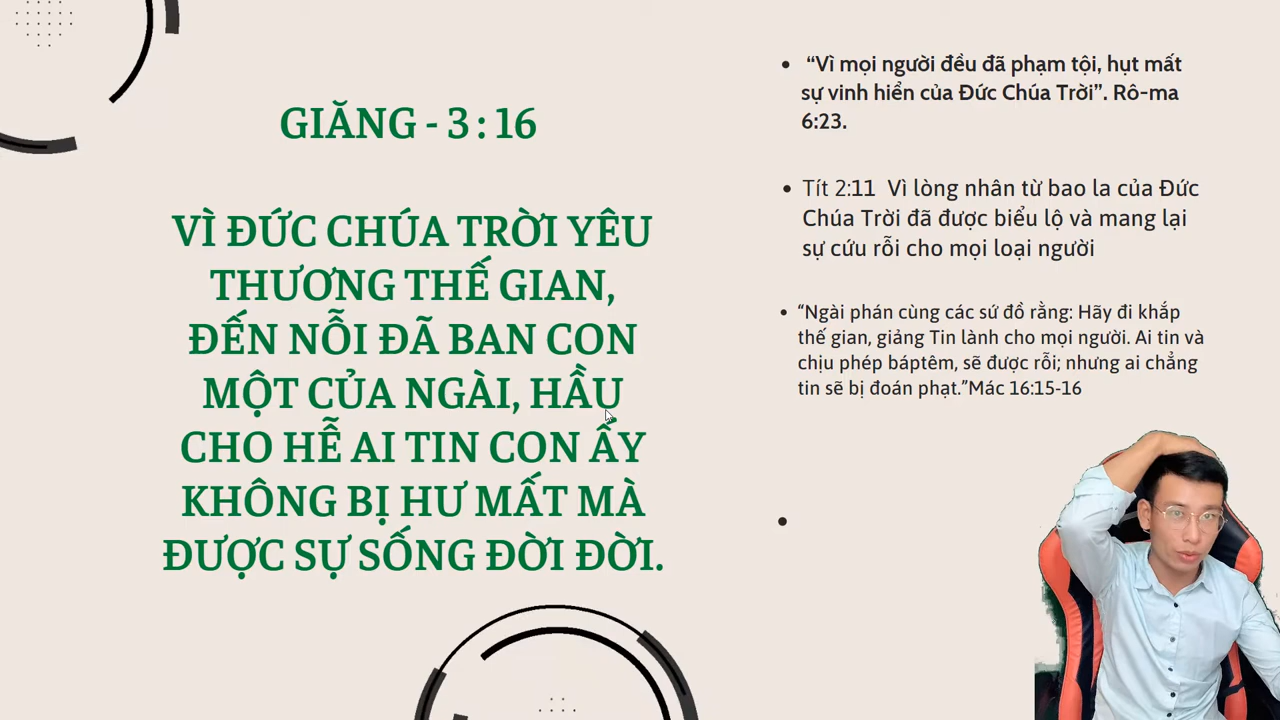 GIĂNG - 3 : 16
VÌ ĐỨC CHÚA TRỜI YÊU
THƯƠNG THẾ GIAN,
ĐẾN NỖI ĐÃ BAN CON
MỘT CỦA NGÀI, HẦU
CHO HỄ AI TIN CON ẤY
KHÔNG BỊ HƯ MẤT MÀ
ĐƯỢC SỰ SỐNG ĐỜI ĐỜI.
• “Vì mọi người đều đã phạm tội, hụt mất
sự vinh hiển của Đức Chúa Trời”. Rô-ma
6:23.
• Tít 2:11 Vì lòng nhân từ bao la của Đức
Chúa Trời đã được biểu lộ và mang lại
sự cứu rỗi cho mọi loại người
• “Ngài phán cùng các sứ đồ rằng: Hãy đi khắp
thế gian, giảng Tin lành cho mọi người. Ai tin và
chịu phép báptêm, sẽ được rỗi; nhưng ai chẳng
tin sẽ bị đoán phạt.”Mác 16:15-16
•